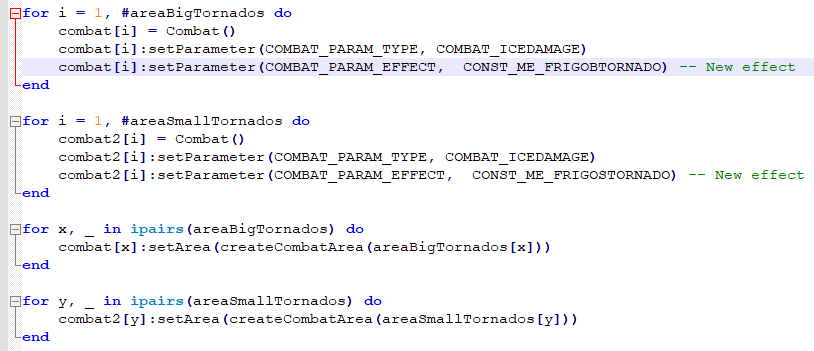 for i = 1, #areaBigTornados do
combat[i] = Combat()
combat[i]:setParameter(COMBAT_PARAM_TYPE, COMBAT_ICEDAMAGE)
combat[i]:setParameter(COMBAT_PARAM_EFFECT,  CONST_ME_FRIGOBTORNADO) -- New effect
end
for i = 1, #areaSmallTornados do
combat2[i] = Combat()
combat2[i]:setParameter(COMBAT_PARAM_TYPE, COMBAT_ICEDAMAGE)
combat2[i]:setParameter(COMBAT_PARAM_EFFECT,  CONST_ME_FRIGOSTORNADO) -- New effect
end
for x, _ in ipairs(areaBigTornados) do
combat[x]:setArea(createCombatArea(areaBigTornados[x]))
end
for y, _ in ipairs(areaSmallTornados) do
combat2[y]:setArea(createCombatArea(areaSmallTornados[y]))
end